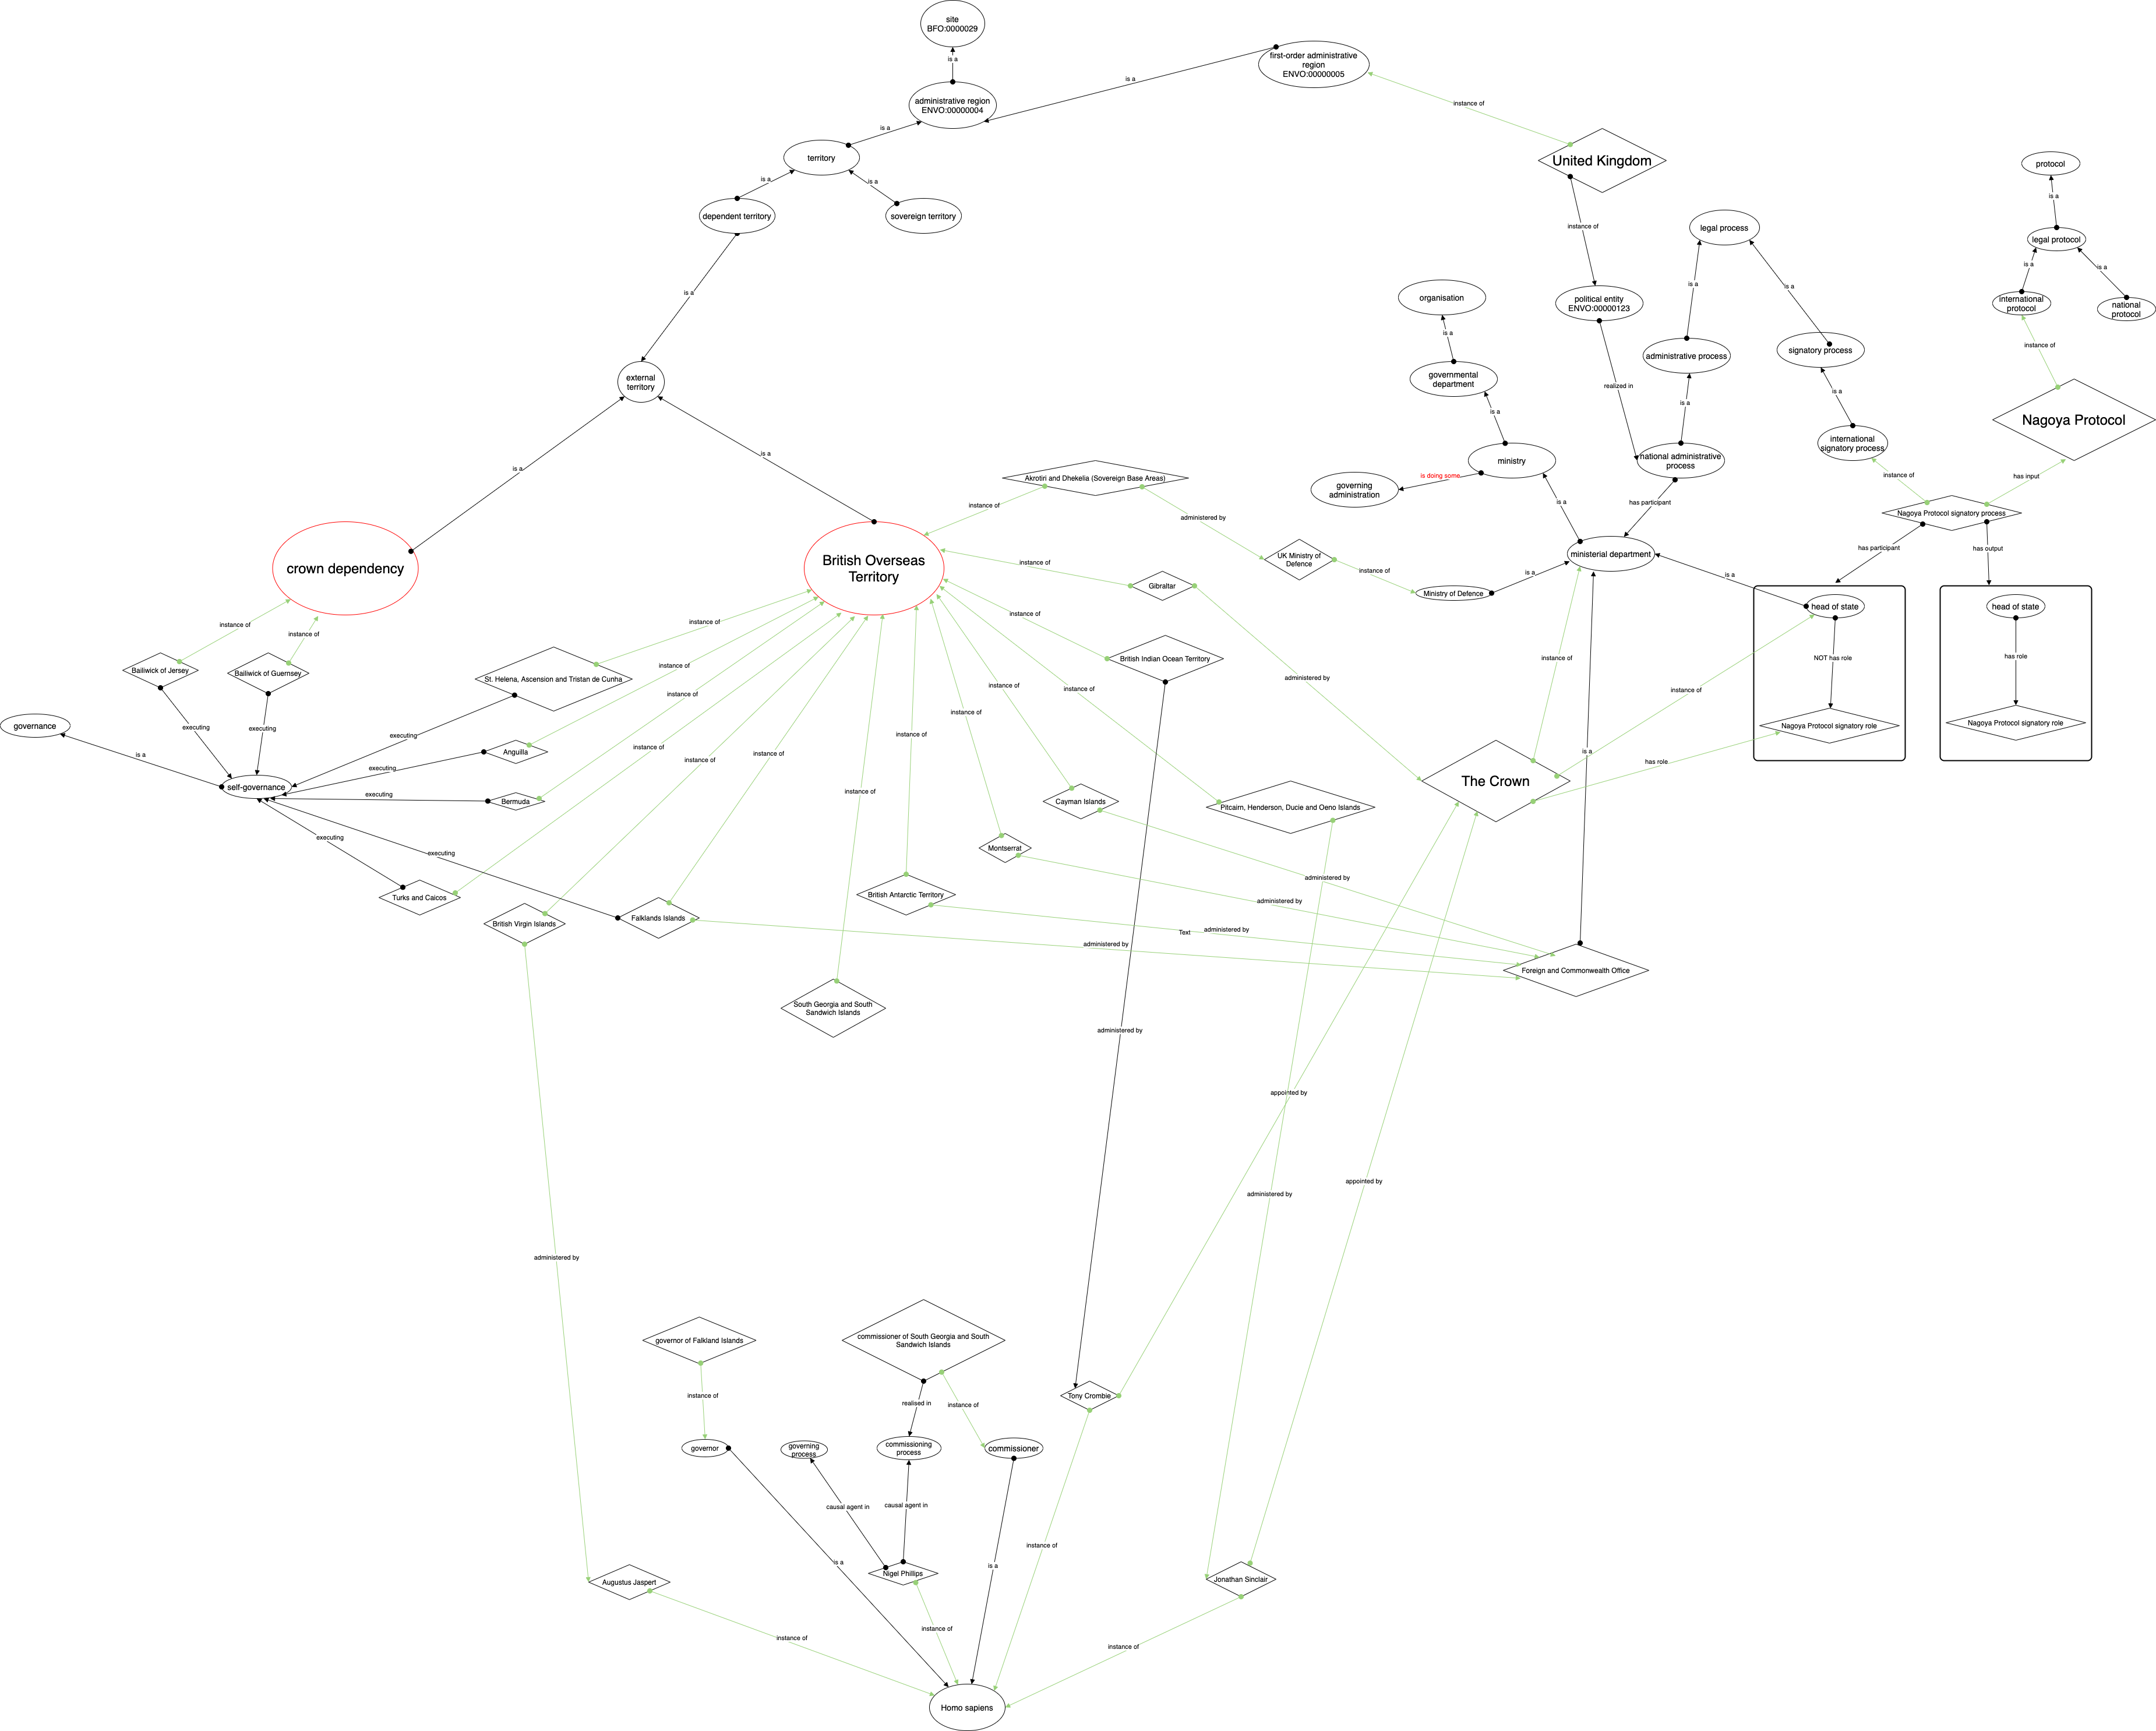 site
BFO:0000029
is a
first-order administrative
region
ENVO:00000005
is a
administrative region
ENVO:00000004
instance of
is a
territory
United Kingdom
protocol
is a
is a
is a
dependent territory
sovereign territory
instance of
legal process
legal protocol
is a
is a
is a
organisation
political entity
ENVO:00000123
is a
is a
international
protocol
national
protocol
is a
instance of
administrative process
signatory process
external
territory
governmental
department
realized in
is a
is a
is a
Nagoya Protocol
is a
is a
international
signatory process
ministry
national administrative
process
is a
Akrotiri and Dhekelia (Sovereign Base Areas)
is doing some
instance of
has input
governing
administration
instance of
is a
has participant
Nagoya Protocol signatory process
administered by
has participant
has output
crown dependency
British Overseas
Territory
UK Ministry of
Defence
ministerial department
instance of
instance of
is a
is a
Gibraltar
Ministry of Defence
head of state
head of state
instance of
instance of
instance of
instance of
Bailiwick of Jersey
Bailiwick of Guernsey
instance of
British Indian Ocean Territory
instance of
NOT has role
has role
St. Helena, Ascension and Tristan de Cunha
instance of
administered by
instance of
instance of
instance of
instance of
Nagoya Protocol signatory role
Nagoya Protocol signatory role
governance
executing
executing
executing
instance of
instance of
instance of
is a
Anguilla
instance of
instance of
is a
has role
executing
The Crown
self-governance
executing
Bermuda
instance of
Cayman Islands
Pitcairn, Henderson, Ducie and Oeno Islands
executing
executing
Montserrat
administered by
Turks and Caicos
British Antarctic Territory
administered by
British Virgin Islands
Falklands Islands
Text
administered by
administered by
Foreign and Commonwealth Office
South Georgia and South
Sandwich Islands
administered by
appointed by
appointed by
administered by
administered by
governor of Falkland Islands
commissioner of South Georgia and South
Sandwich Islands
instance of
Tony Crombie
realised in
instance of
governor
governing
process
commissioning
process
commissioner
causal agent in
causal agent in
instance of
is a
is a
Nigel Phillips
Augustus Jaspert
Jonathan Sinclair
instance of
instance of
instance of
Homo sapiens